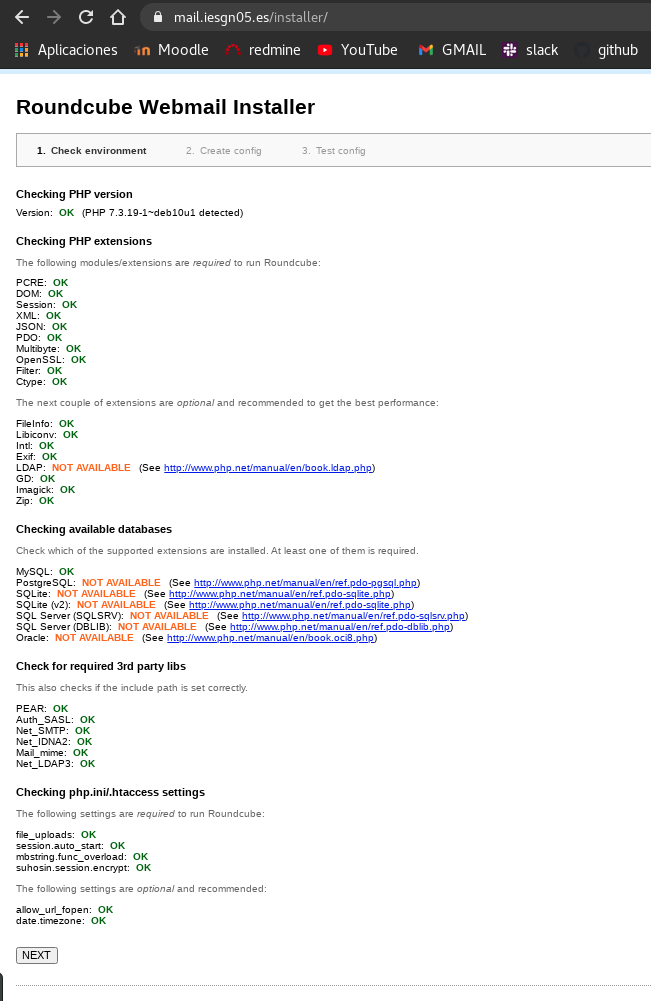 mail.iesgn05.es/installer/
Aplicaciones Moodle redmine YouTube GMAIL slack github
Roundcube Webmail Installer
1. Check environment 2. Create config 3. Test config
Checking PHP version
Version: OK (PHP 7.3.19-1~deb10u1 detected)
Checking PHP extensions
The following modules/extensions are required to run Roundcube:
PCRE: OK
DOM: OK
Session: OK
XML: OK
JSON: OK
PDO: OK
Multibyte: OK
OpenSSL: OK
Filter: OK
Ctype: OK
The next couple of extensions are optional and recommended to get the best performance:
FileInfo: OK
Libiconv: OK
Intl: OK
Exif: OK
LDAP: NOT AVAILABLE (See http://www.php.net/manual/en/book.ldap.php)
GD: OK
Imagick: OK
Zip: OK
Checking available databases
Check which of the supported extensions are installed. At least one of them is required.
MySQL: OK
PostgreSQL: NOT AVAILABLE (See http://www.php.net/manual/en/ref.pdo-pgsql.php)
SQLite: NOT AVAILABLE (See http://www.php.net/manual/en/ref.pdo-sqlite.php)
SQLite (v2): NOT AVAILABLE (See http://www.php.net/manual/en/ref.pdo-sqlite.php)
SQL Server (SQLSRV): NOT AVAILABLE (See http://www.php.net/manual/en/ref.pdo-sqlsrv.php)
SQL Server (DBLIB): NOT AVAILABLE (See http://www.php.net/manual/en/ref.pdo-dblib.php)
Oracle: NOT AVAILABLE (See http://www.php.net/manual/en/book.oci8.php)
Check for required 3rd party libs
This also checks if the include path is set correctly.
PEAR: OK
Auth_SASL: OK
Net_SMTP: OK
Net_IDNA2: OK
Mail_mime: OK
Net_LDAP3: OK
Checking php.ini/.htaccess settings
The following settings are required to run Roundcube:
file_uploads: OK
session.auto_start: OK
mbstring.func_overload: OK
suhosin.session.encrypt: OK
The following settings are optional and recommended:
allow_url_fopen: OK
date.timezone: OK
NEXT